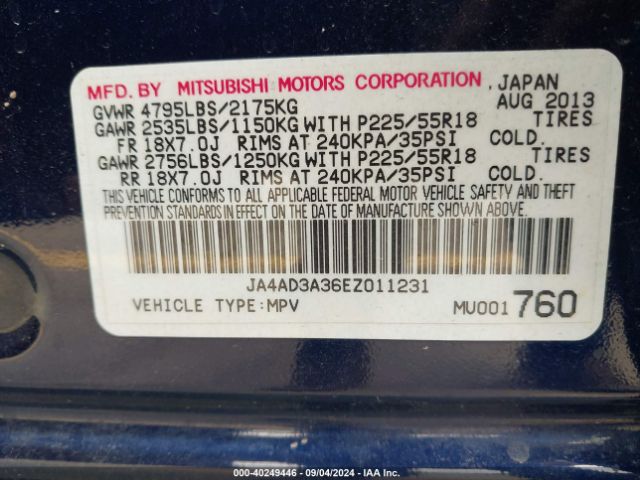 MFD. BY MITSUBISHI MOTORS CORPORATION, JAPAN
GVWR 4795LBS/2175KG AUG 2013
GAWR 2535LBS/1150KG WITH P225/55R18 TIRES
FR 18X7.0J RIMS AT 240KPA/35PSI COLD.
GAWR 2756LBS/1250KG WITH P225/55R18 TIRES
RR 18X7.0J RIMS AT 240KPA/35PSI COLD.
THIS VEHICLE CONFORMS TO ALL APPLICABLE FEDERAL MOTOR VEHICLE SAFETY AND THEFT
PREVENTION STANDARDS IN EFFECT ON THE DATE OF MANUFACTURE SHOWN ABOVE.
JA4AD3A36EZ011231
VEHICLE TYPE:MPV MU001 760
000-40249446 - 09/04/2024 - IAA Inc.